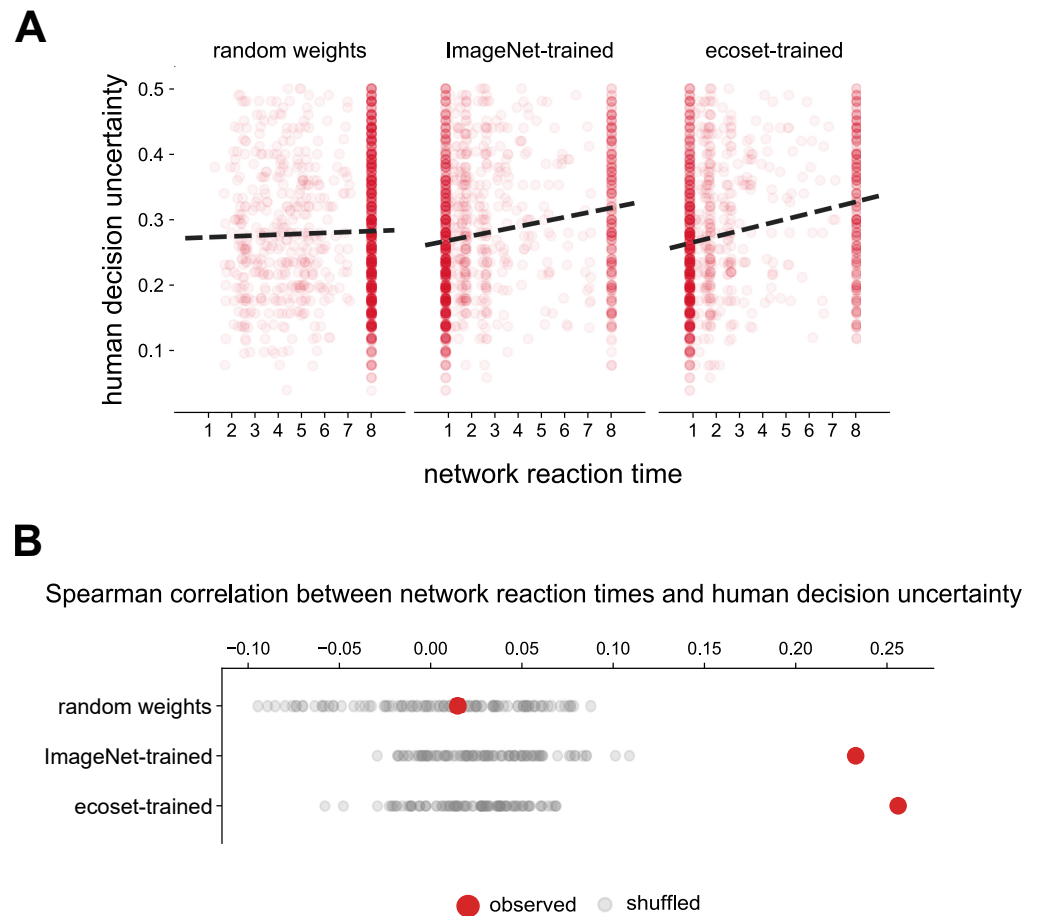 A
random weights ImageNet-trained ecoset-trained
human decision uncertainty
0.5
0.4
0.3
0.2
0.1
1 2 3 4 5 6 7 8 1 2 3 4 5 6 7 8 1 2 3 4 5 6 7 8
network reaction time
B
Spearman correlation between network reaction times and human decision uncertainty
−0.10 −0.05 0.00 0.05 0.10 0.15 0.20 0.25
random weights
ImageNet-trained
ecoset-trained
observed shuffled